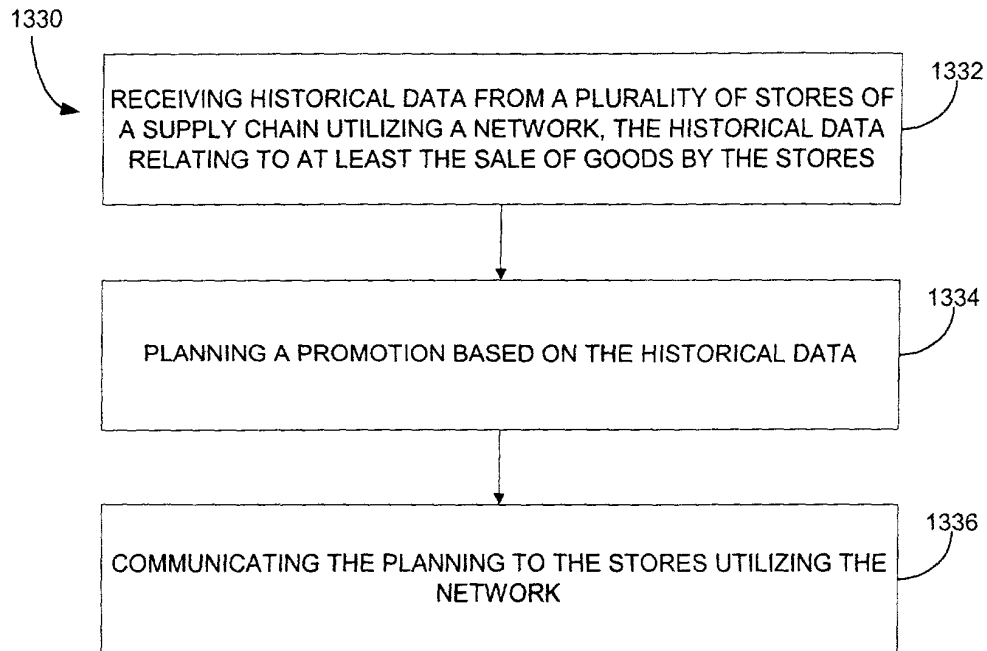 1330
1332
RECEIVING HISTORICAL DATA FROM A PLURALITY OF STORES OF
A SUPPLY CHAIN UTILIZING A NETWORK, THE HISTORICAL DATA
RELATING TO AT LEAST THE SALE OF GOODS BY THE STORES
1334
PLANNING A PROMOTION BASED ON THE HISTORICAL DATA
1336
COMMUNICATING THE PLANNING TO THE STORES UTILIZING THE
NETWORK